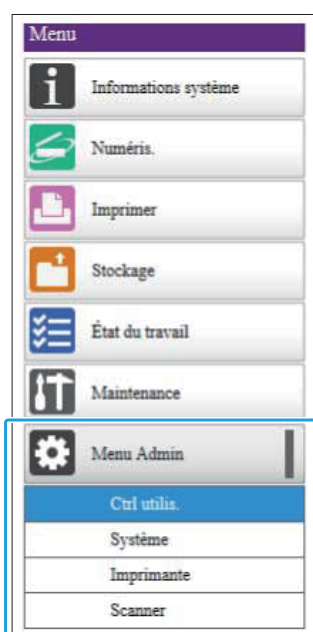 Menu
Informations système
Numéris.
Imprimer
Stockage
État du travail
Maintenance
Menu Admin
Ctrl utilis.
Système
Imprimante
Scanner